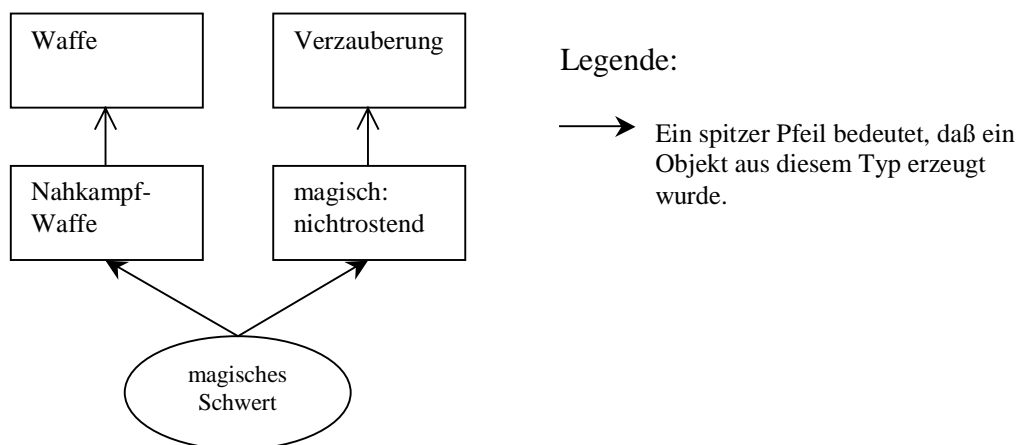 Waffe
Verzauberung
Nahkampf-
Waffe
magisch:
nichtrostend
magisches
Schwert
Legende:
Ein spitzer Pfeil bedeutet, daß ein
Objekt aus diesem Typ erzeugt
wurde.